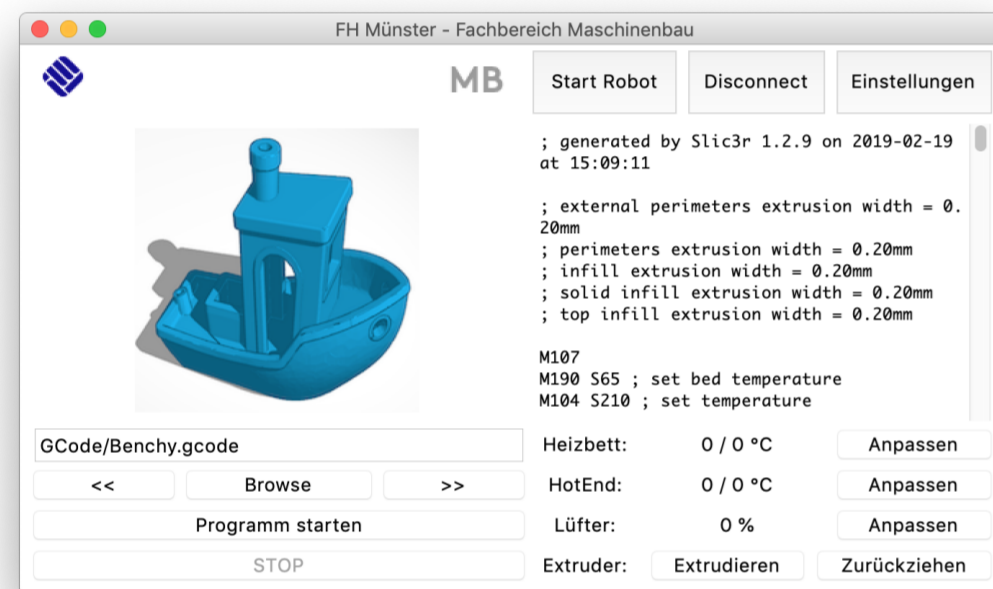 FH Münster - Fachbereich Maschinenbau
MB
Start Robot
Disconnect
Einstellungen
; generated by Slic3r 1.2.9 on 2019-02-19
at 15:09:11
; external perimeters extrusion width = 0.
20mm
; perimeters extrusion width = 0.20mm
; infill extrusion width = 0.20mm
; solid infill extrusion width = 0.20mm
; top infill extrusion width = 0.20mm
M107
M190 S65 ; set bed temperature
M104 S210 ; set temperature
GCode/Benchy.gcode
<< Browse >>
Programm starten
STOP
Heizbett: 0 / 0 °C Anpassen
HotEnd: 0 / 0 °C Anpassen
Lüfter: 0 % Anpassen
Extruder: Extrudieren Zurückziehen